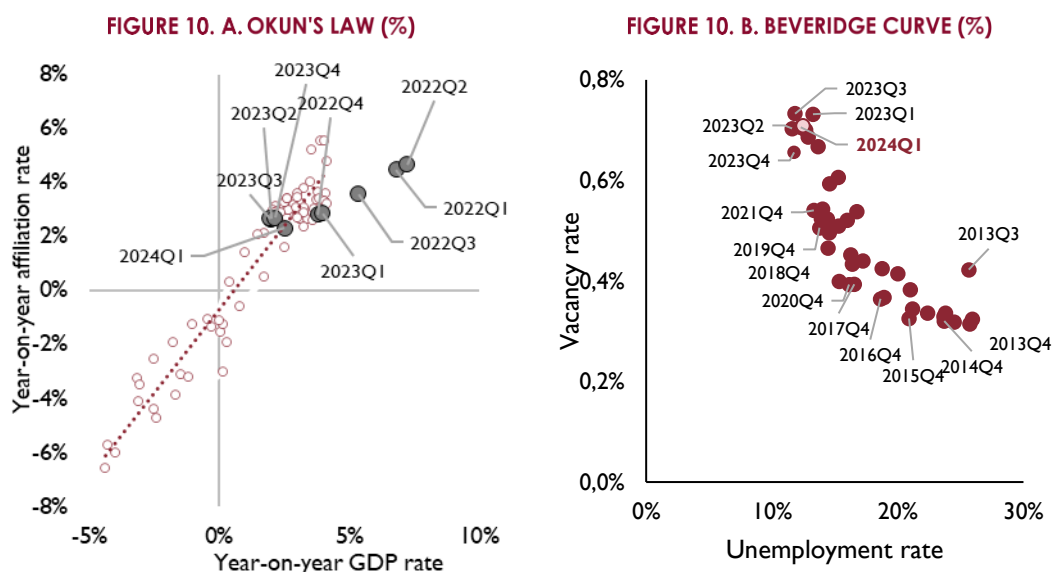 FIGURE 10. A. OKUN'S LAW (%)
Year-on-year affiliation rate
8%
6%
4%
2%
0%
-2%
-4%
-6%
-8%
2023Q4
2022Q2
2023Q2
2022Q4
2023Q3
2022Q1
2024Q1
2022Q3
2023Q1
-5%
0%
5%
10%
Year-on-year GDP rate
FIGURE 10. B. BEVERIDGE CURVE (%)
Vacancy rate
0,8%
0,6%
0,4%
0,2%
0,0%
2023Q3
2023Q1
2023Q2
2024Q1
2023Q4
2021Q4
2019Q4
2013Q3
2018Q4
2020Q4
2017Q4
2013Q4
2016Q4
2014Q4
2015Q4
0%
10%
20%
30%
Unemployment rate